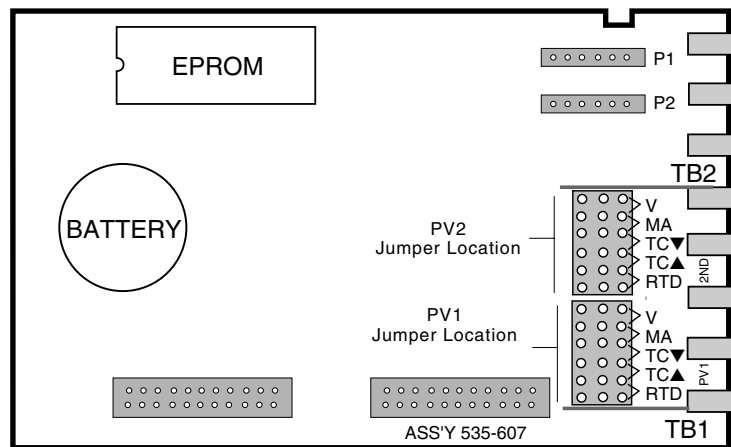 EPROM
P1
P2
TB2
BATTERY
PV2
Jumper Location
V
MA
TC▼
TC▲
RTD
2ND
PV1
Jumper Location
V
MA
TC▼
TC▲
RTD
PV1
ASS'Y 535-607
TB1